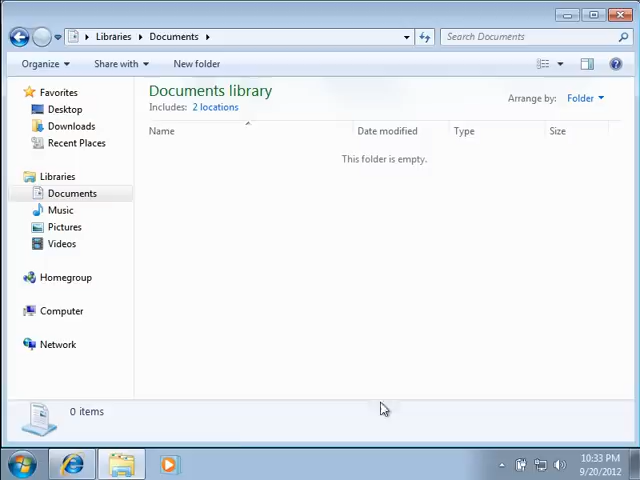 Libraries Documents
Search Documents
Organize Share with New folder
Favorites
Desktop
Downloads
Recent Places
Libraries
Documents
Music
Pictures
Videos
Homegroup
Computer
Network
Documents library
Includes: 2 locations
Arrange by: Folder
Name Date modified Type Size
This folder is empty.
0 items
10:33 PM
9/20/2012